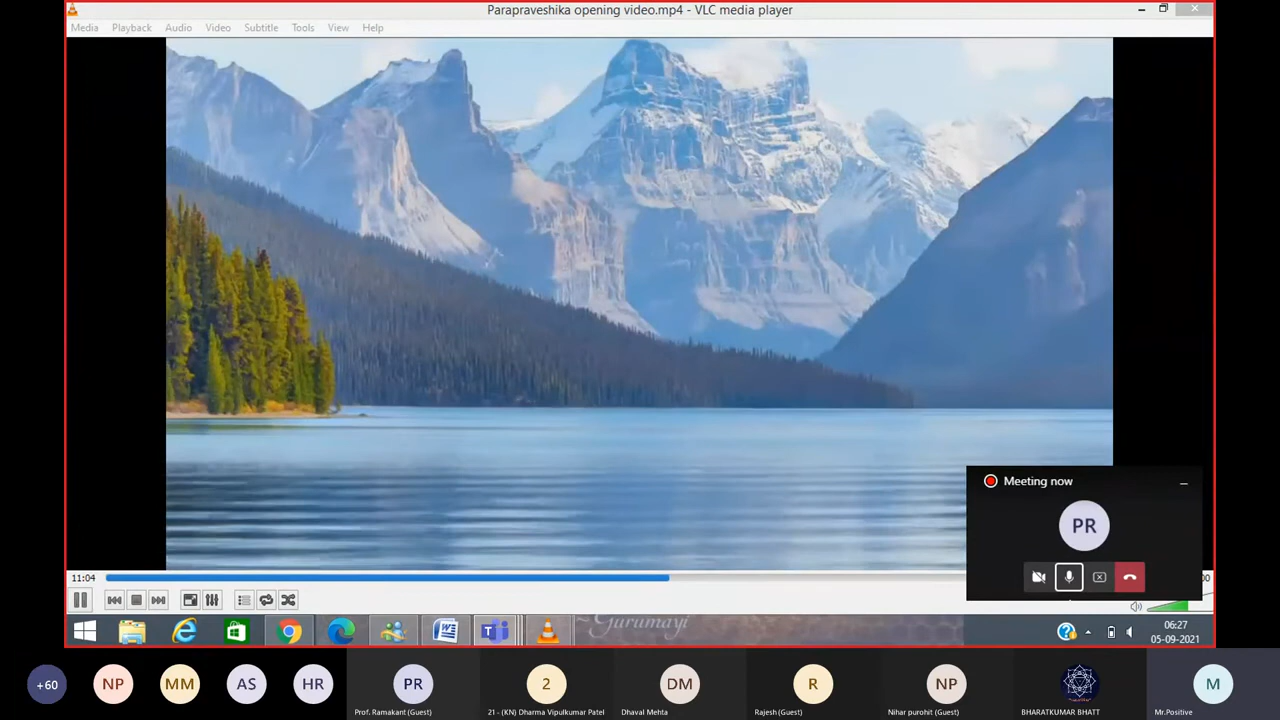 Parapraveshika opening video.mp4 - VLC media player
Media Playback Audio Video Subtitle Tools View Help
Meeting now
PR
11:04
00
Gurumayi
06:27
05-09-2021
+60 NP MM AS HR PR 2 DM R NP M
Prof. Ramakant (Guest) 21 - (KN) Dharma Vipulkumar Patel Dhaval Mehta Rajesh (Guest) Nihar purohit (Guest) BHARATKUMAR BHATT Mr.Positive